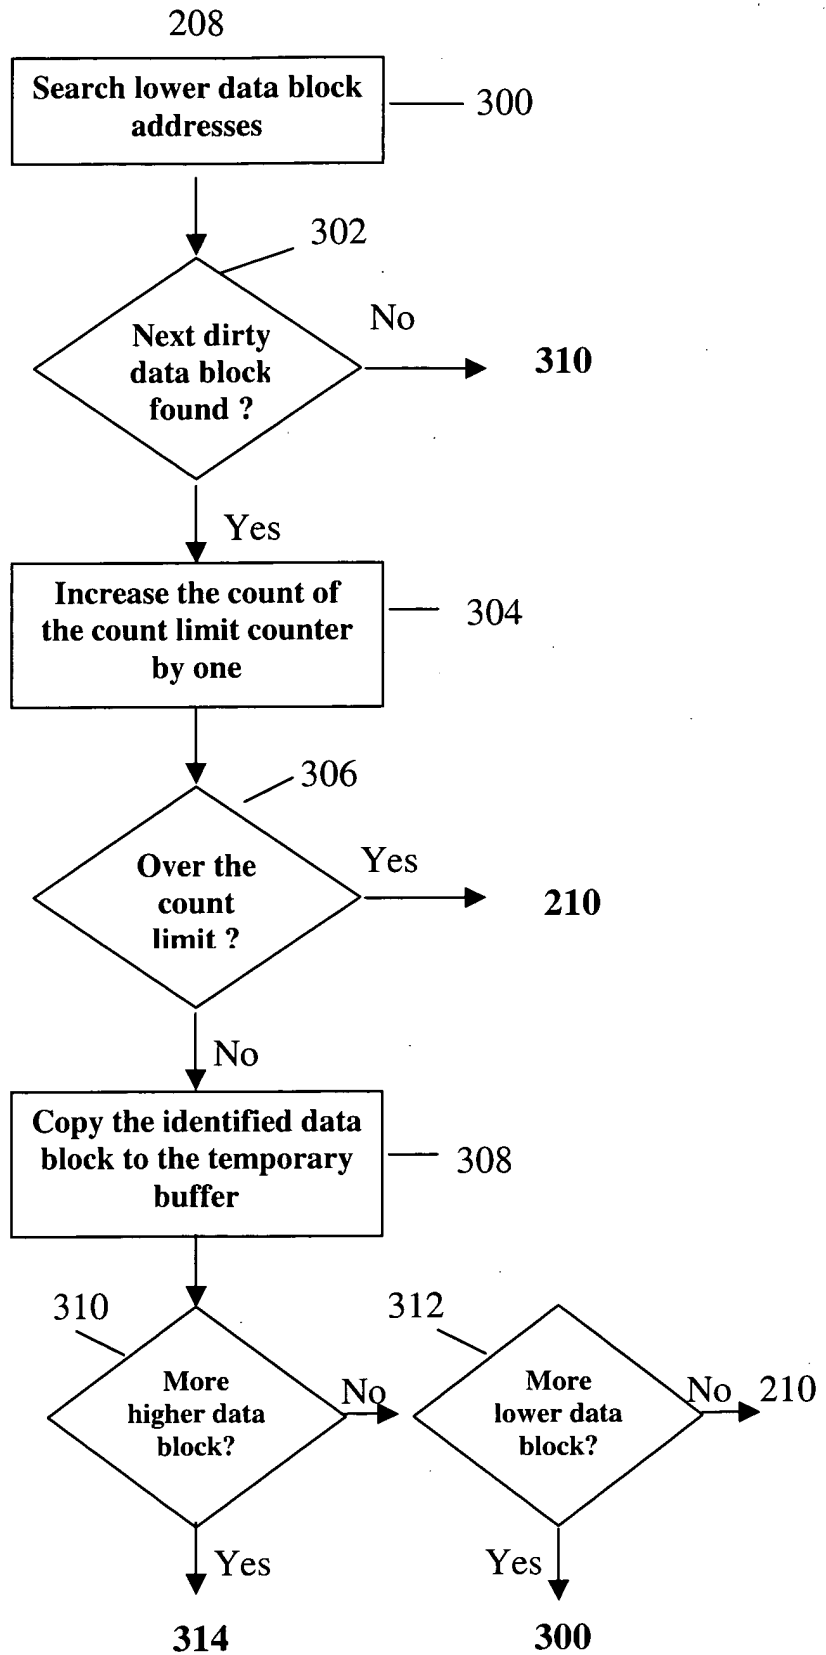 208
Search lower data block
addresses
300
302
Next dirty
data block
found ?
No
310
Yes
Increase the count of
the count limit counter
by one
304
306
Over the
count
limit ?
Yes
210
No
Copy the identified data
block to the temporary
buffer
308
310
More
higher data
block?
No
312
More
lower data
block?
No
210
Yes
314
Yes
300